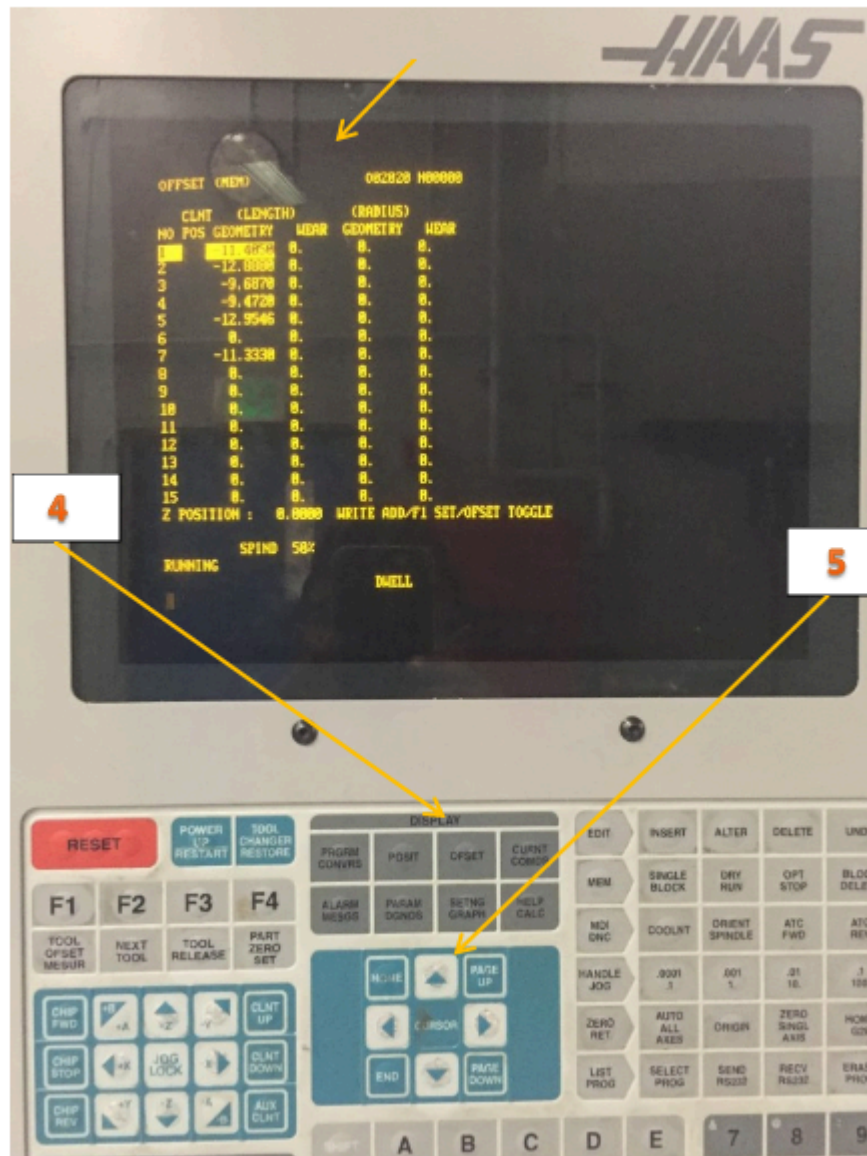 HAAS
OFFSET (MEM) O02020 N00000
CLNT (LENGTH) (RADIUS)
NO POS GEOMETRY WEAR GEOMETRY WEAR
1 -11.4050 0. 0. 0.
2 0. 0. 0.
3 -9.6870 0. 0. 0.
4 -9.4720 0. 0. 0.
5 -12.9546 0. 0. 0.
6 0. 0. 0. 0.
7 -11.3330 0. 0. 0.
8 0. 0. 0. 0.
9 0. 0. 0. 0.
10 0. 0. 0. 0.
11 0. 0. 0. 0.
12 0. 0. 0. 0.
13 0. 0. 0. 0.
14 0. 0. 0. 0.
15 0. 0. 0. 0.
Z POSITION : 0.0000 WRITE ADD/F1 SET/OFSET TOGGLE
SPIND 50%
RUNNING
DWELL
4
5
RESET
POWER UP RESTART
TOOL CHANGER RESTORE
F1 F2 F3 F4
TOOL OFSET MESUR
NEXT TOOL
TOOL RELEASE
PART ZERO SET
DISPLAY
PRGRM CONVRS
POSIT
OFSET
CURNT COMDS
ALARM MESGS
PARAM DGNOS
SETNG GRAPH
HELP CALC
CHIP FWD
CLNT UP
CHIP STOP
+X
JOG LOCK
CLNT DOWN
CHIP REV
AUX CLNT
HOME
PAGE UP
CURSOR
END
PAGE DOWN
EDIT INSERT ALTER DELETE
MEM
SINGLE BLOCK
DRY RUN
OPT STOP
MDI DNC
COOLNT
ORIENT SPINDLE
ATC FWD
HANDLE JOG
.0001 .1
.001 1.
.01 10.
ZERO RET
AUTO ALL AXES
ORIGIN
ZERO SINGL AXIS
LIST PROG
SELECT PROG
SEND RS232
RECV RS232
SHIFT A B C D E 7 8 9